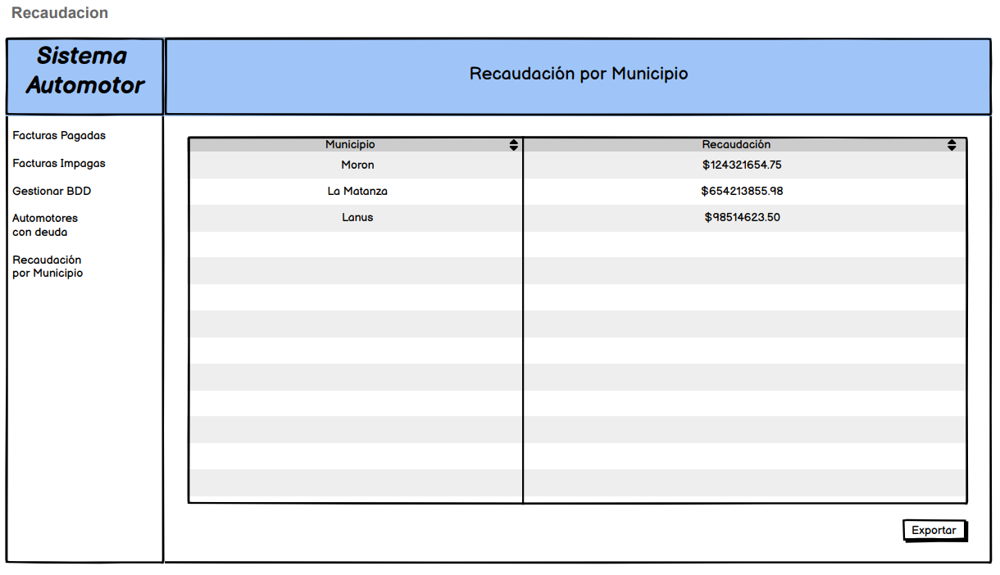 Recaudacion
Sistema
Automotor
Recaudación por Municipio
Facturas Pagadas
Facturas Impagas
Gestionar BDD
Automotores
con deuda
Recaudación
por Municipio
Municipio Recaudación
Moron $124321654.75
La Matanza $654213855.98
Lanus $98514623.50
Exportar